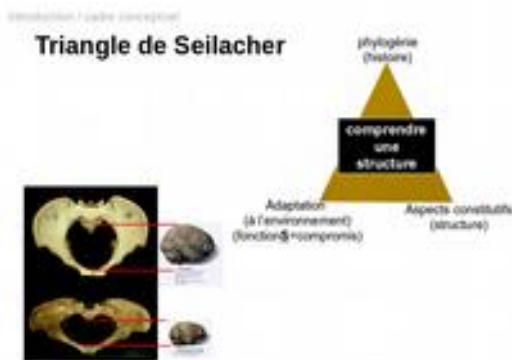 introduction / cadre conceptuel
Triangle de Seilacher
phylogénie
(histoire)
comprendre
une
structure
Adaptation
(à l'environnement)
(fonction$=compromis)
Aspects constitutifs
(structure)